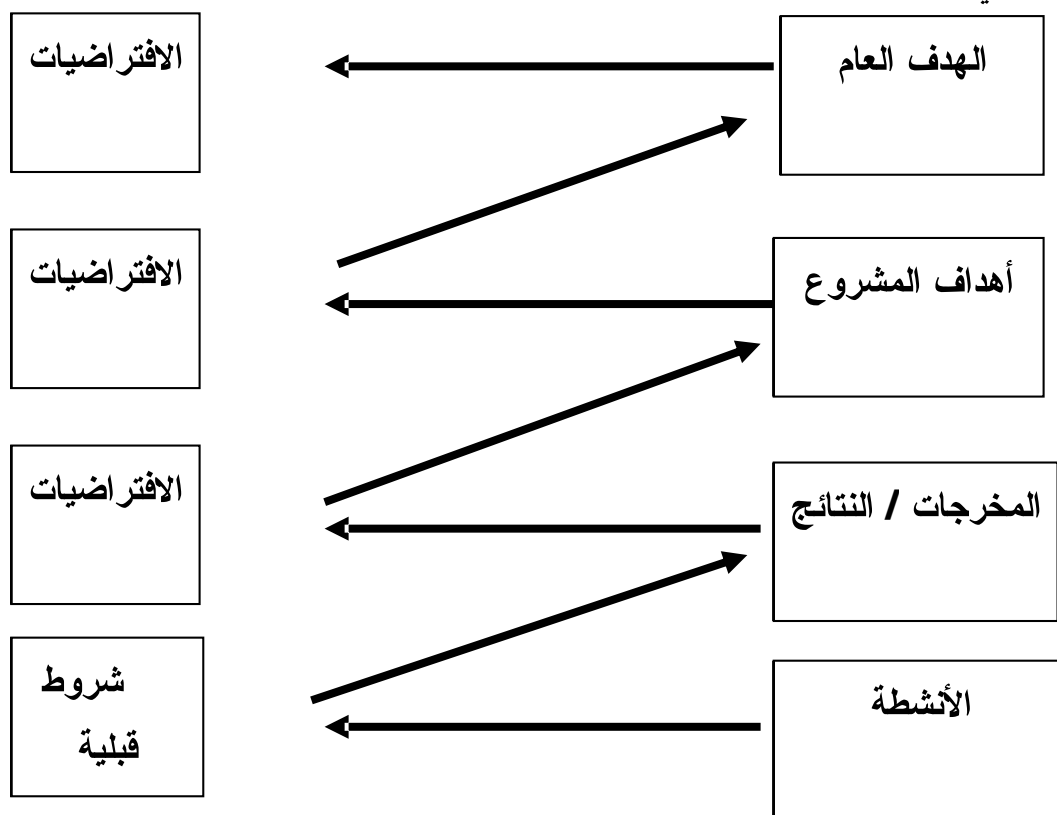 الهدف العام
الافتراضيات
أهداف المشروع
الافتراضيات
المخرجات / النتائج
الافتراضيات
الأنشطة
شروط
قبلية